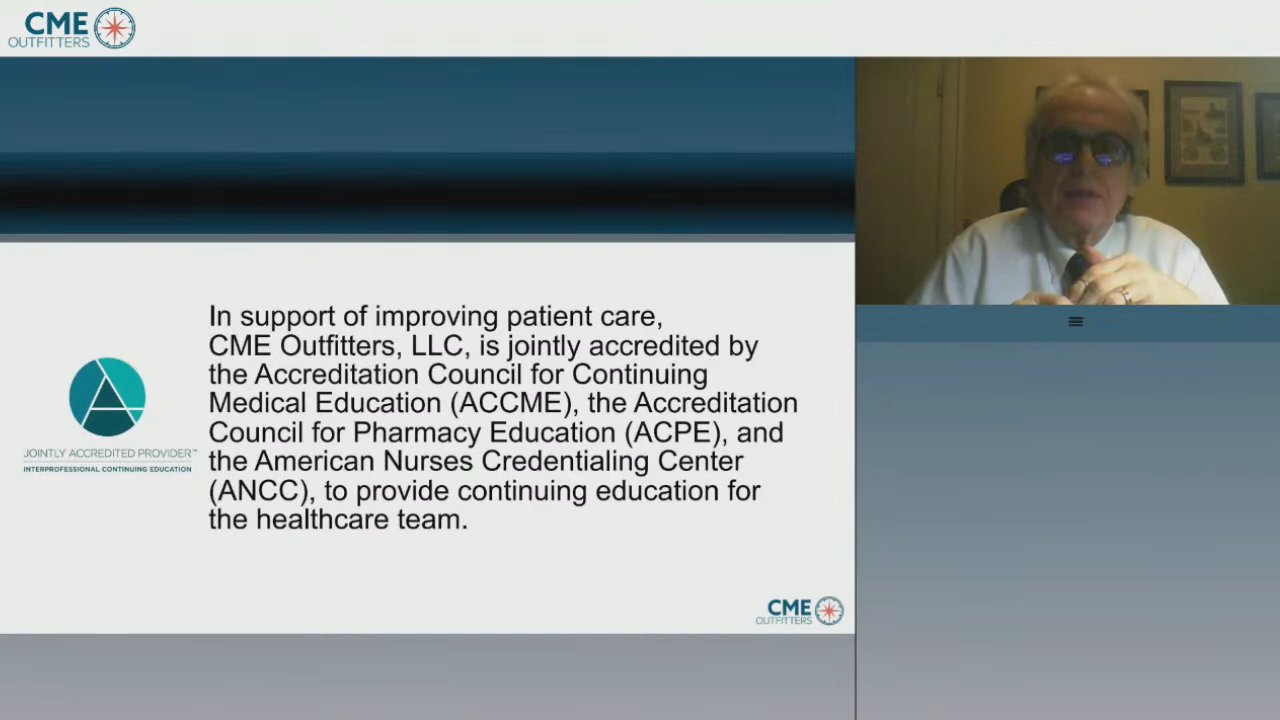 CME
OUTFITTERS
In support of improving patient care,
CME Outfitters, LLC, is jointly accredited by
the Accreditation Council for Continuing
Medical Education (ACCME), the Accreditation
Council for Pharmacy Education (ACPE), and
the American Nurses Credentialing Center
(ANCC), to provide continuing education for
the healthcare team.
JOINTLY ACCREDITED PROVIDER™
INTERPROFESSIONAL CONTINUING EDUCATION
CME
OUTFITTERS